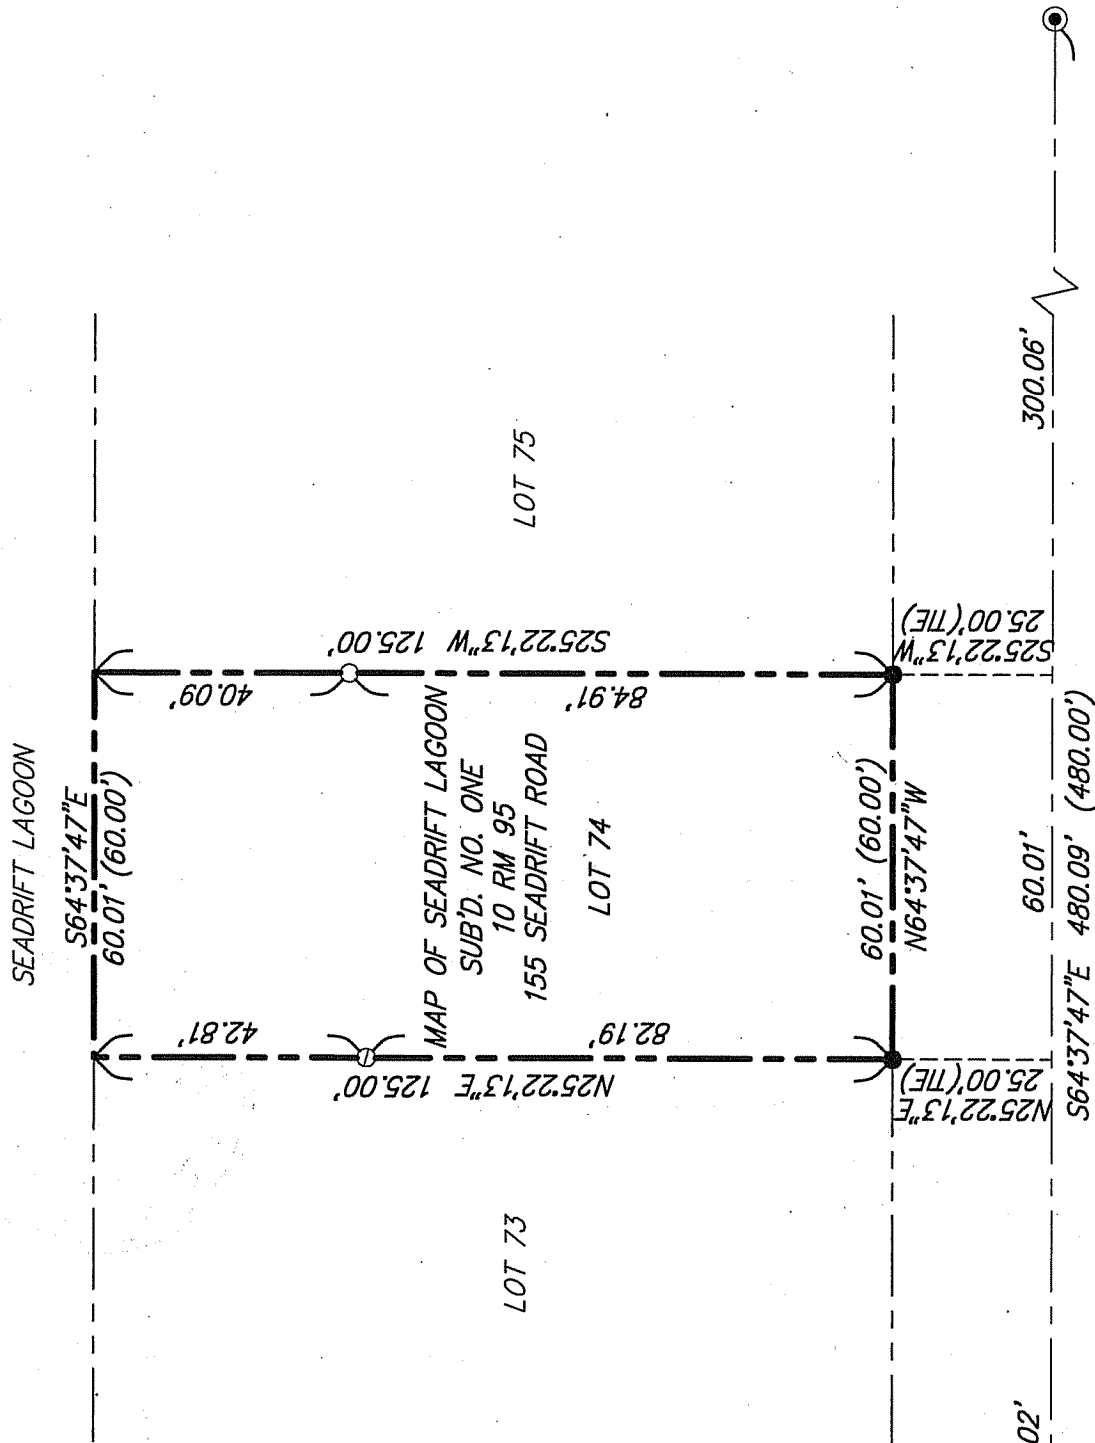 SEADRIFT LAGOON
S64°37'47"E
60.01' (60.00')
42.81'
40.09'
N25°22'13"E 125.00'
S25°22'13"W 125.00'
82.19'
84.91'
MAP OF SEADRIFT LAGOON
SUB'D. NO. ONE
10 RM 95
155 SEADRIFT ROAD
LOT 74
LOT 73
LOT 75
60.01' (60.00')
N64°37'47"W
N25°22'13"E
25.00'(TIE)
S25°22'13"W
25.00'(TIE)
02'
60.01'
300.06'
S64°37'47"E 480.09' (480.00')